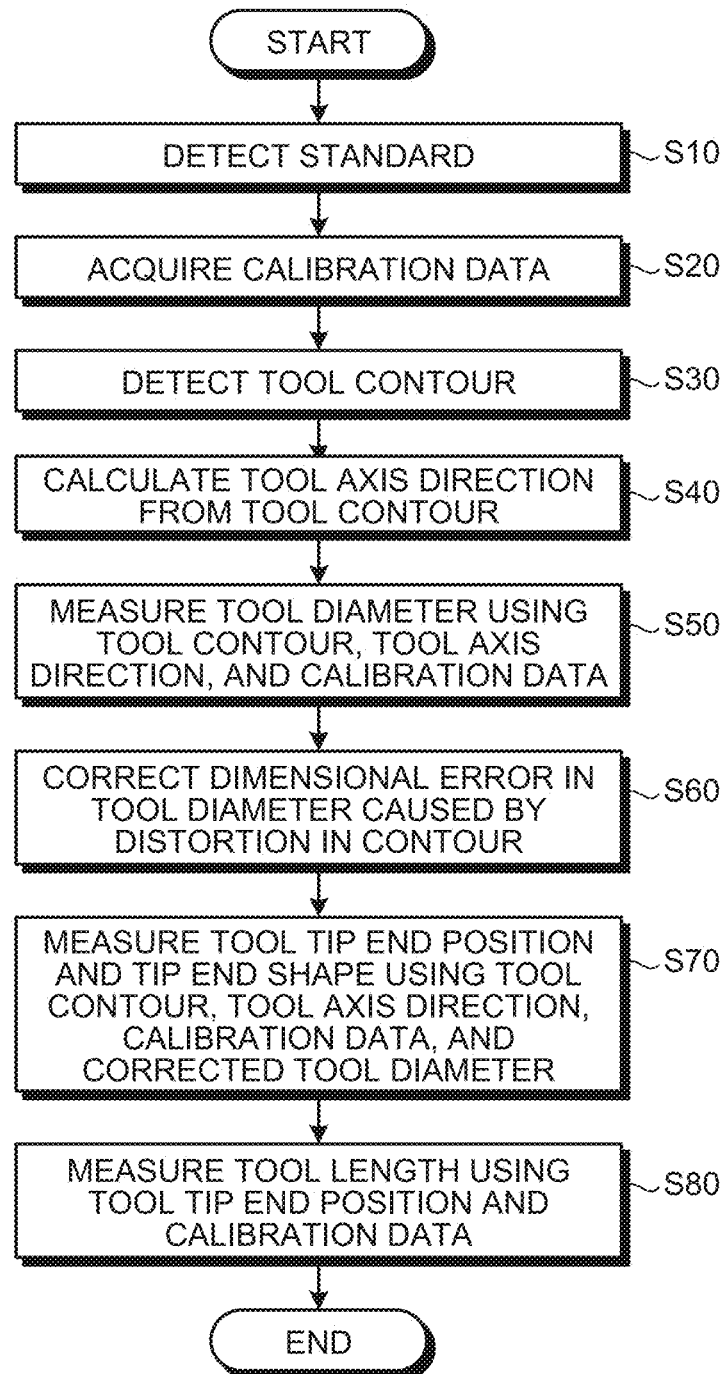 START
DETECT STANDARD
S10
ACQUIRE CALIBRATION DATA
S20
DETECT TOOL CONTOUR
S30
CALCULATE TOOL AXIS DIRECTION
FROM TOOL CONTOUR
S40
MEASURE TOOL DIAMETER USING
TOOL CONTOUR, TOOL AXIS
DIRECTION, AND CALIBRATION DATA
S50
CORRECT DIMENSIONAL ERROR IN
TOOL DIAMETER CAUSED BY
DISTORTION IN CONTOUR
S60
MEASURE TOOL TIP END POSITION
AND TIP END SHAPE USING TOOL
CONTOUR, TOOL AXIS DIRECTION,
CALIBRATION DATA, AND
CORRECTED TOOL DIAMETER
S70
MEASURE TOOL LENGTH USING
TOOL TIP END POSITION AND
CALIBRATION DATA
S80
END